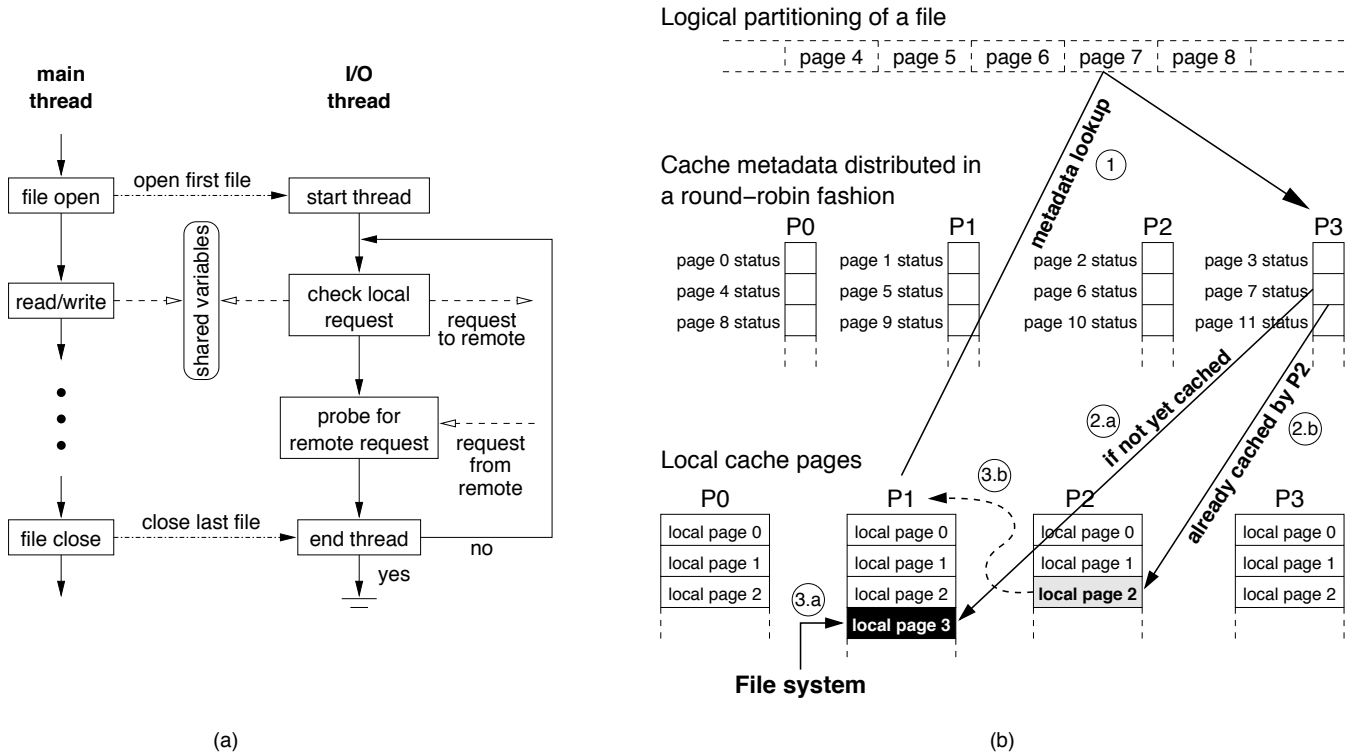 main
thread
I/O
thread
file open
open first file
start thread
shared variables
read/write
check local
request
request
to remote
probe for
remote request
request
from
remote
file close
close last file
end thread
no
yes
(a)
Logical partitioning of a file
page 4
page 5
page 6
page 7
page 8
metadata lookup
1
Cache metadata distributed in
a round−robin fashion
P0
P1
P2
P3
page 0 status
page 1 status
page 2 status
page 3 status
page 4 status
page 5 status
page 6 status
page 7 status
page 8 status
page 9 status
page 10 status
page 11 status
2.a
if not yet cached
already cached by P2
2.b
Local cache pages
3.b
P0
P1
P2
P3
local page 0
local page 0
local page 0
local page 0
local page 1
local page 1
local page 1
local page 1
local page 2
local page 2
local page 2
local page 2
3.a
local page 3
File system
(b)